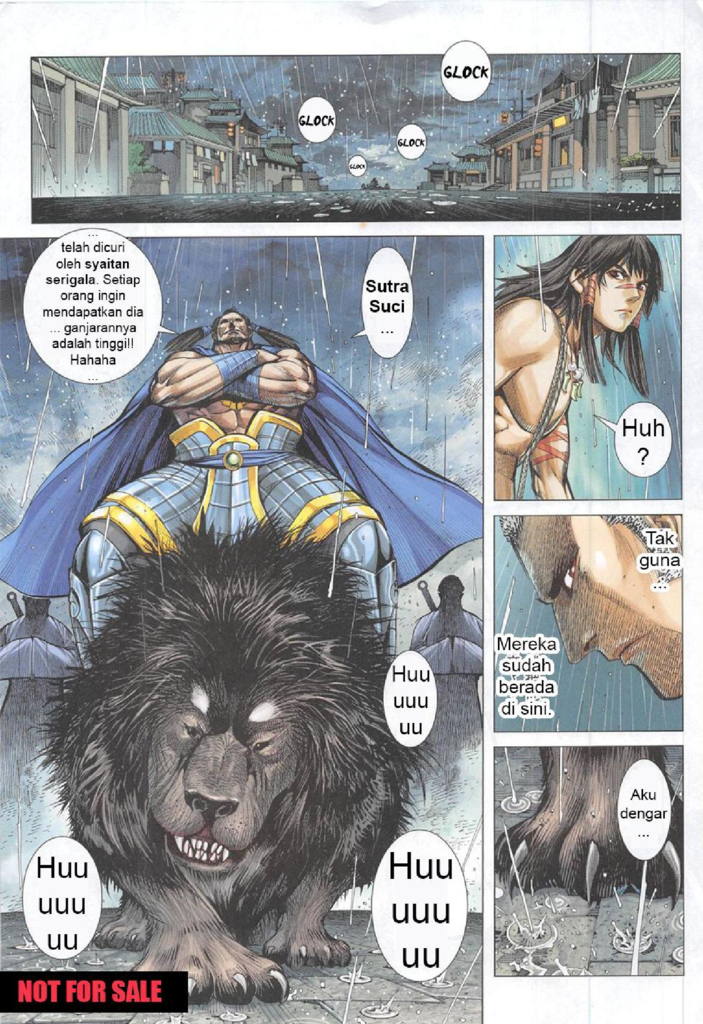 GLOCK
GLOCK
GLOCK
GLOCK
Aku
dengar
...
Sutra
Suci
...
...
telah dicuri
oleh syaitan
serigala. Setiap
orang ingin
mendapatkan dia
... ganjarannya
adalah tinggi!!
Hahaha
...
Huu
uuu
uu
Huu
uuu
uu
Huu
uuu
uu
Huh
?
Tak
guna
...
Mereka
sudah
berada
di sini.
NOT FOR SALE